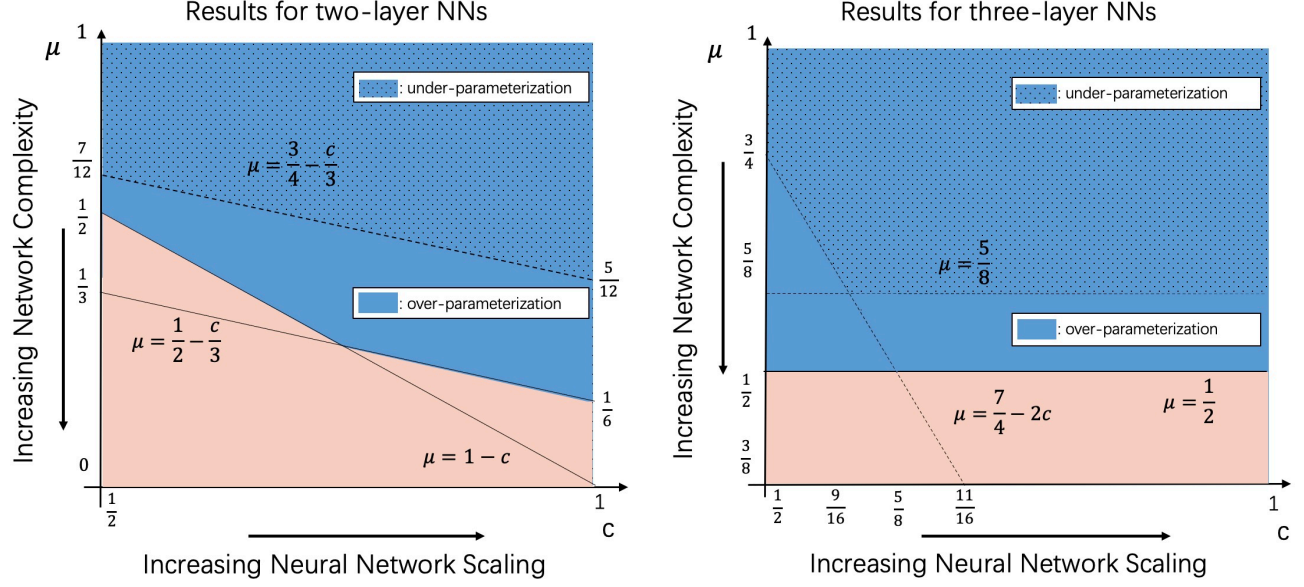 Results for two-layer NNs
1
μ
: under-parameterization
μ = 3/4 − c/3
7/12
1/2
1/3
5/12
: over-parameterization
μ = 1/2 − c/3
1/6
μ = 1 − c
0
1/2
1
c
Increasing Network Complexity
Increasing Neural Network Scaling
Results for three-layer NNs
1
μ
: under-parameterization
3/4
5/8
μ = 5/8
: over-parameterization
1/2
μ = 7/4 − 2c
μ = 1/2
3/8
1/2
9/16
5/8
11/16
1
c
Increasing Network Complexity
Increasing Neural Network Scaling